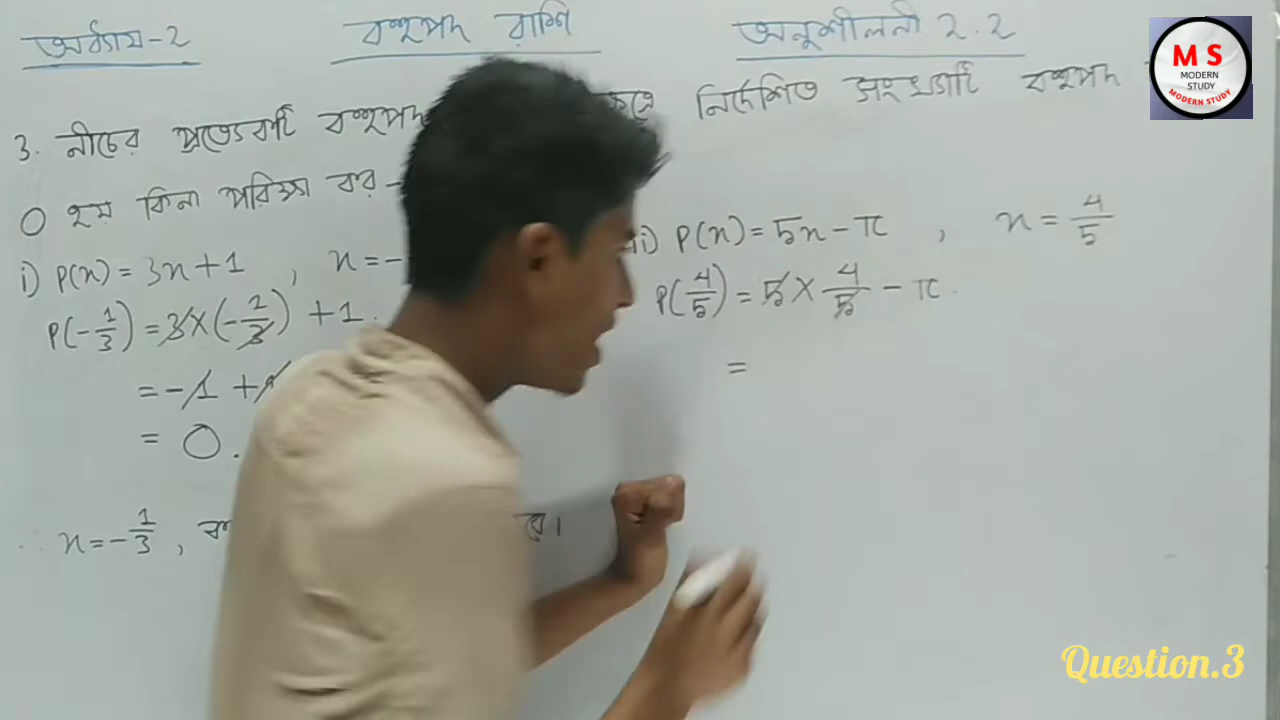 অধ্যায়-2 বহুপদ রাশি অনুশীলনী 2.2
3. নীচের প্রত্যেকটি বহুপদ নির্দেশিত সংখ্যাটি বহুপদ
0 হয় কিনা পরিক্ষা কর -
i) P(x) = 3x+1 , x = -
P(-1/3) = 3×(-1/3) +1.
= -1 +1
= 0.
x = -1/3 ,
ii) P(x) = 5x - π , x = 4/5
P(4/5) = 5 × 4/5 - π.
=
MS
MODERN
STUDY
MODERN STUDY
Question.3